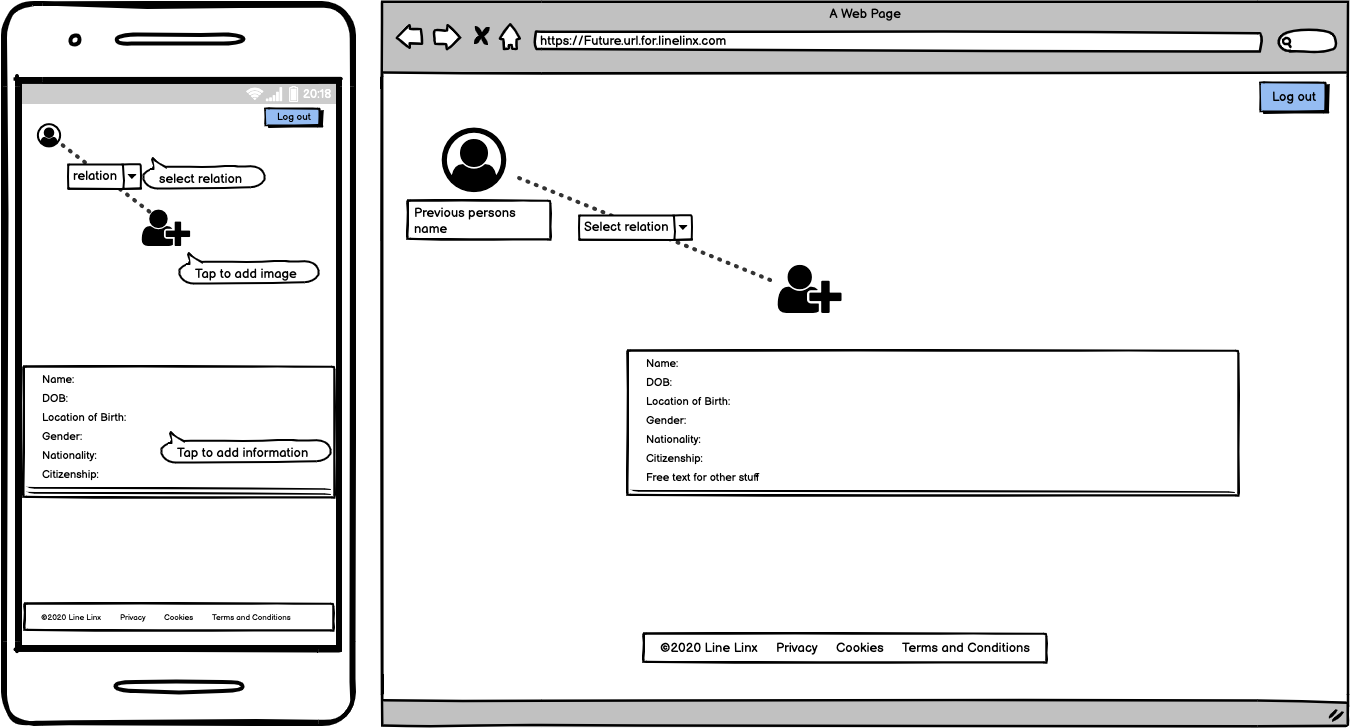 20:18
Log out
relation
select relation
Tap to add image
Name:
DOB:
Location of Birth:
Gender:
Nationality:
Citizenship:
Tap to add information
©2020 Line Linx Privacy Cookies Terms and Conditions
A Web Page
https://Future.url.for.linelinx.com
Log out
Previous persons
name
Select relation
Name:
DOB:
Location of Birth:
Gender:
Nationality:
Citizenship:
Free text for other stuff
©2020 Line Linx Privacy Cookies Terms and Conditions